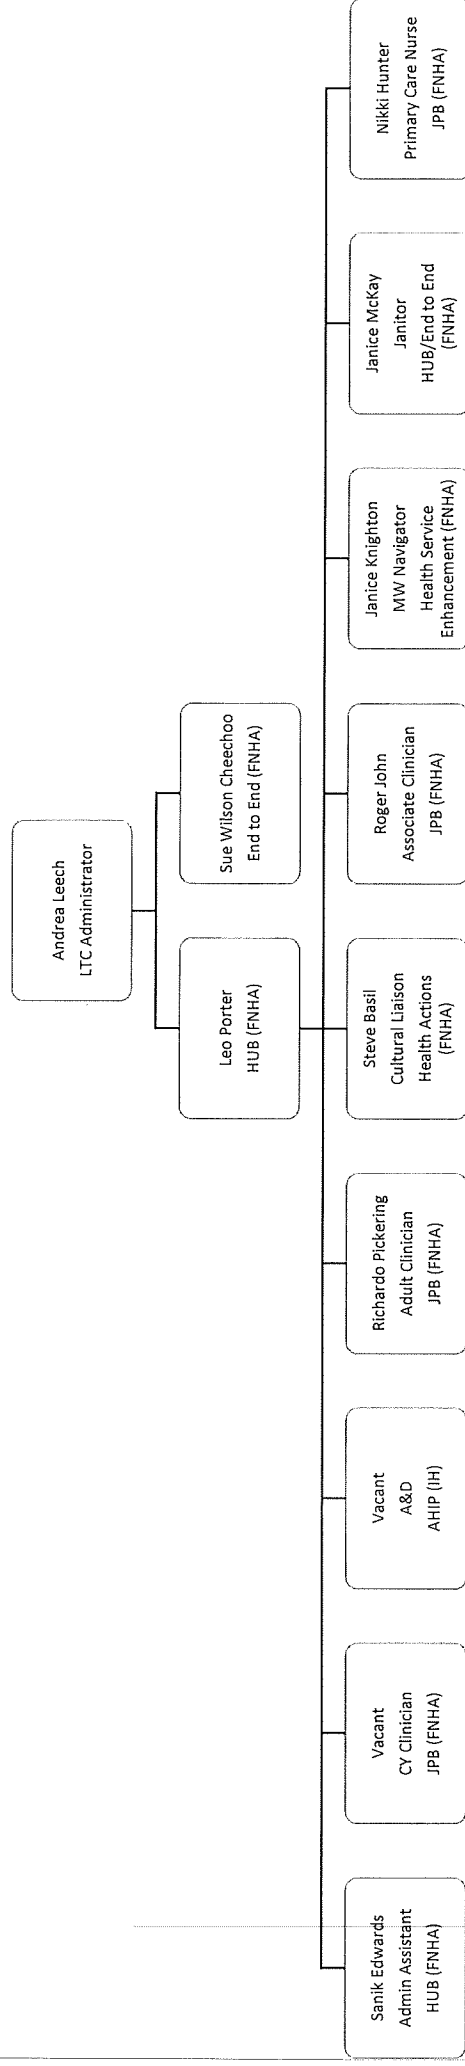 Andrea Leech
LTC Administrator
Leo Porter
HUB (FNHA)
Sue Wilson Cheechoo
End to End (FNHA)
Sanik Edwards
Admin Assistant
HUB (FNHA)
Vacant
CY Clinician
JPB (FNHA)
Vacant
A&D
AHIP (IH)
Richardo Pickering
Adult Clinician
JPB (FNHA)
Steve Basil
Cultural Liaison
Health Actions
(FNHA)
Roger John
Associate Clinician
JPB (FNHA)
Janice Knighton
MW Navigator
Health Service
Enhancement (FNHA)
Janice McKay
Janitor
HUB/End to End
(FNHA)
Nikki Hunter
Primary Care Nurse
JPB (FNHA)